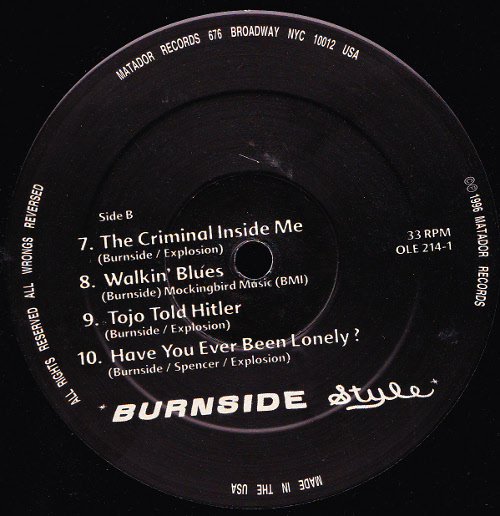 MATADOR RECORDS 676 BROADWAY NYC 10012 USA
Side B
7. The Criminal Inside Me
(Burnside / Explosion)
8. Walkin' Blues
(Burnside) Mockingbird Music (BMI)
9. Tojo Told Hitler
(Burnside / Explosion)
10. Have You Ever Been Lonely ?
(Burnside / Spencer / Explosion)
33 RPM
OLE 214-1
"BURNSIDE Style"
ALL RIGHTS RESERVED ALL WRONGS REVERSED
©℗ 1996 MATADOR RECORDS
MADE IN THE USA